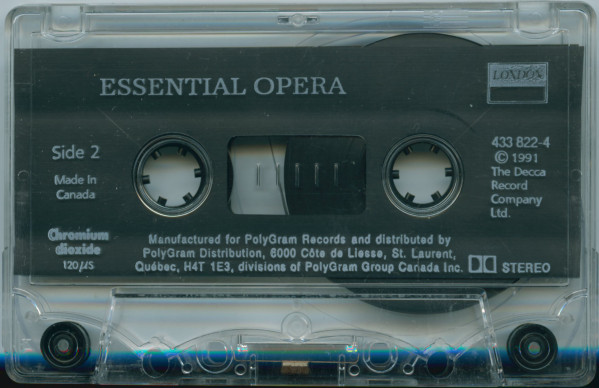 ESSENTIAL OPERA
LONDON
Side 2
Made In
Canada
433 822-4
© 1991
The Decca
Record
Company
Ltd.
Chromium
dioxide
120µS
Manufactured for PolyGram Records and distributed by
PolyGram Distribution, 6000 Côte de Liesse, St. Laurent,
Québec, H4T 1E3, divisions of PolyGram Group Canada Inc.
STEREO